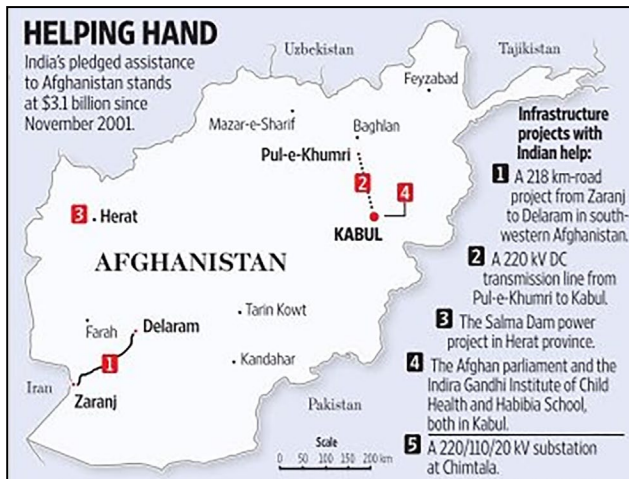 HELPING HAND
India's pledged assistance
to Afghanistan stands
at $3.1 billion since
November 2001.
Uzbekistan
Tajikistan
Feyzabad
Mazar-e-Sharif
Baghlan
Pul-e-Khumri
2
4
KABUL
3
Herat
AFGHANISTAN
Tarin Kowt
Farah
Delaram
1
Kandahar
Iran
Zaranj
Pakistan
Scale
0 50 100 150 200 km
Infrastructure
projects with
Indian help:
1 A 218 km-road
project from Zaranj
to Delaram in south-
western Afghanistan.
2 A 220 kV DC
transmission line from
Pul-e-Khumri to Kabul.
3 The Salma Dam power
project in Herat province.
4 The Afghan parliament and the
Indira Gandhi Institute of Child
Health and Habibia School,
both in Kabul.
5 A 220/110/20 kV substation
at Chimtala.